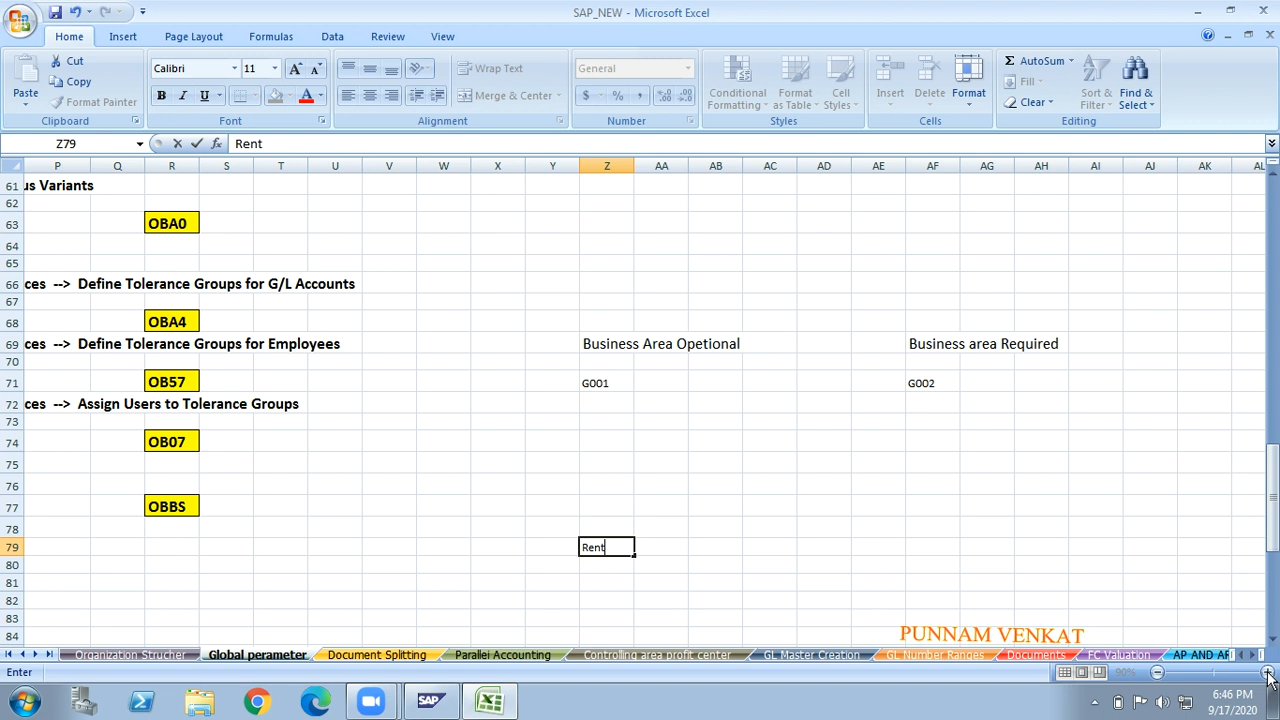 SAP_NEW - Microsoft Excel
Home Insert Page Layout Formulas Data Review View
Paste
Cut
Copy
Format Painter
Clipboard
Calibri 11
B I U
Font
Wrap Text
Merge & Center
Alignment
General
$ % ,
Number
Conditional Formatting
Format as Table
Cell Styles
Styles
Insert Delete Format
Cells
AutoSum
Fill
Clear
Sort & Filter
Find & Select
Editing
Z79 fx Rent
P Q R S T U V W X Y Z AA AB AC AD AE AF AG AH AI AJ AK AL
61 us Variants
62
63 OBA0
64
65
66 ces --> Define Tolerance Groups for G/L Accounts
67
68 OBA4
69 ces --> Define Tolerance Groups for Employees Business Area Opetional Business area Required
70
71 OB57 G001 G002
72 ces --> Assign Users to Tolerance Groups
73
74 OB07
75
76
77 OBBS
78
79 Rent
80
81
82
83
84
PUNNAM VENKAT
Organization Strucher Global perameter Document Splitting Parallel Accounting Controlling area profit center GL Master Creation GL Number Ranges Documents FC Valuation AP AND AR
Enter 90%
SAP
6:46 PM
9/17/2020